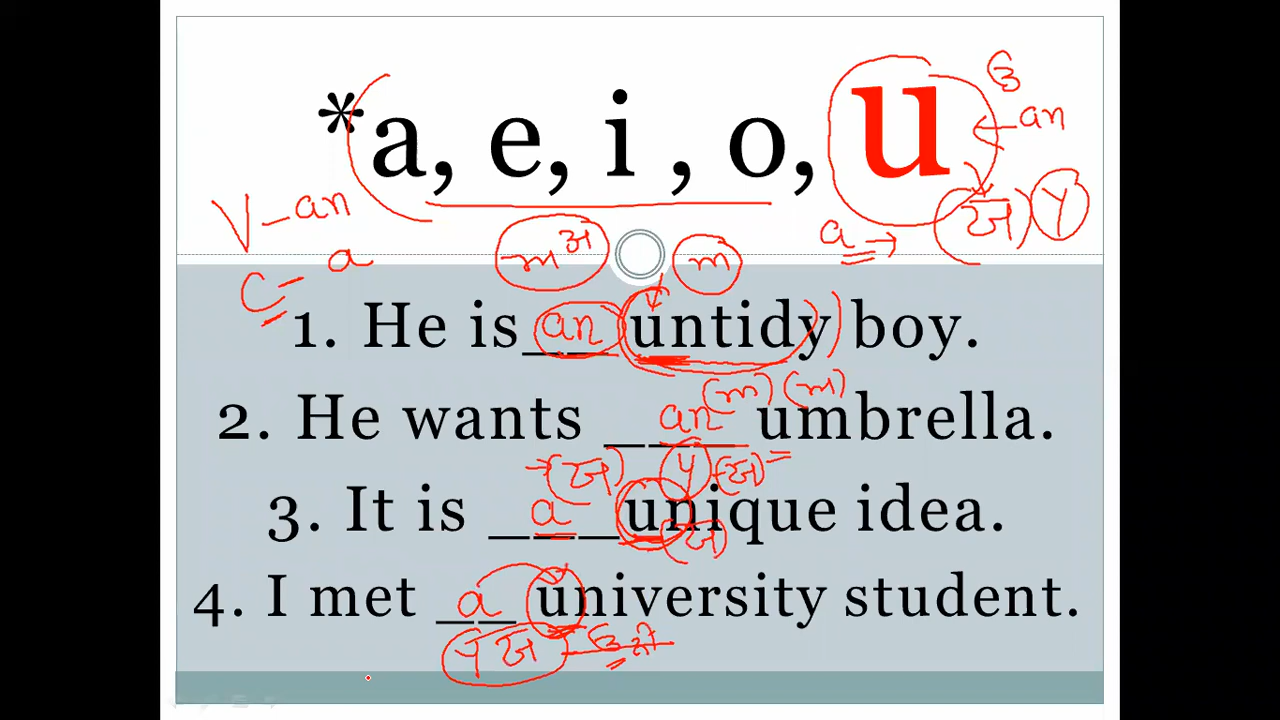 *a, e, i , o, u
an
V - an
a →
Y
C - a
1. He is an untidy boy.
2. He wants an umbrella.
3. It is a unique idea.
4. I met a university student.